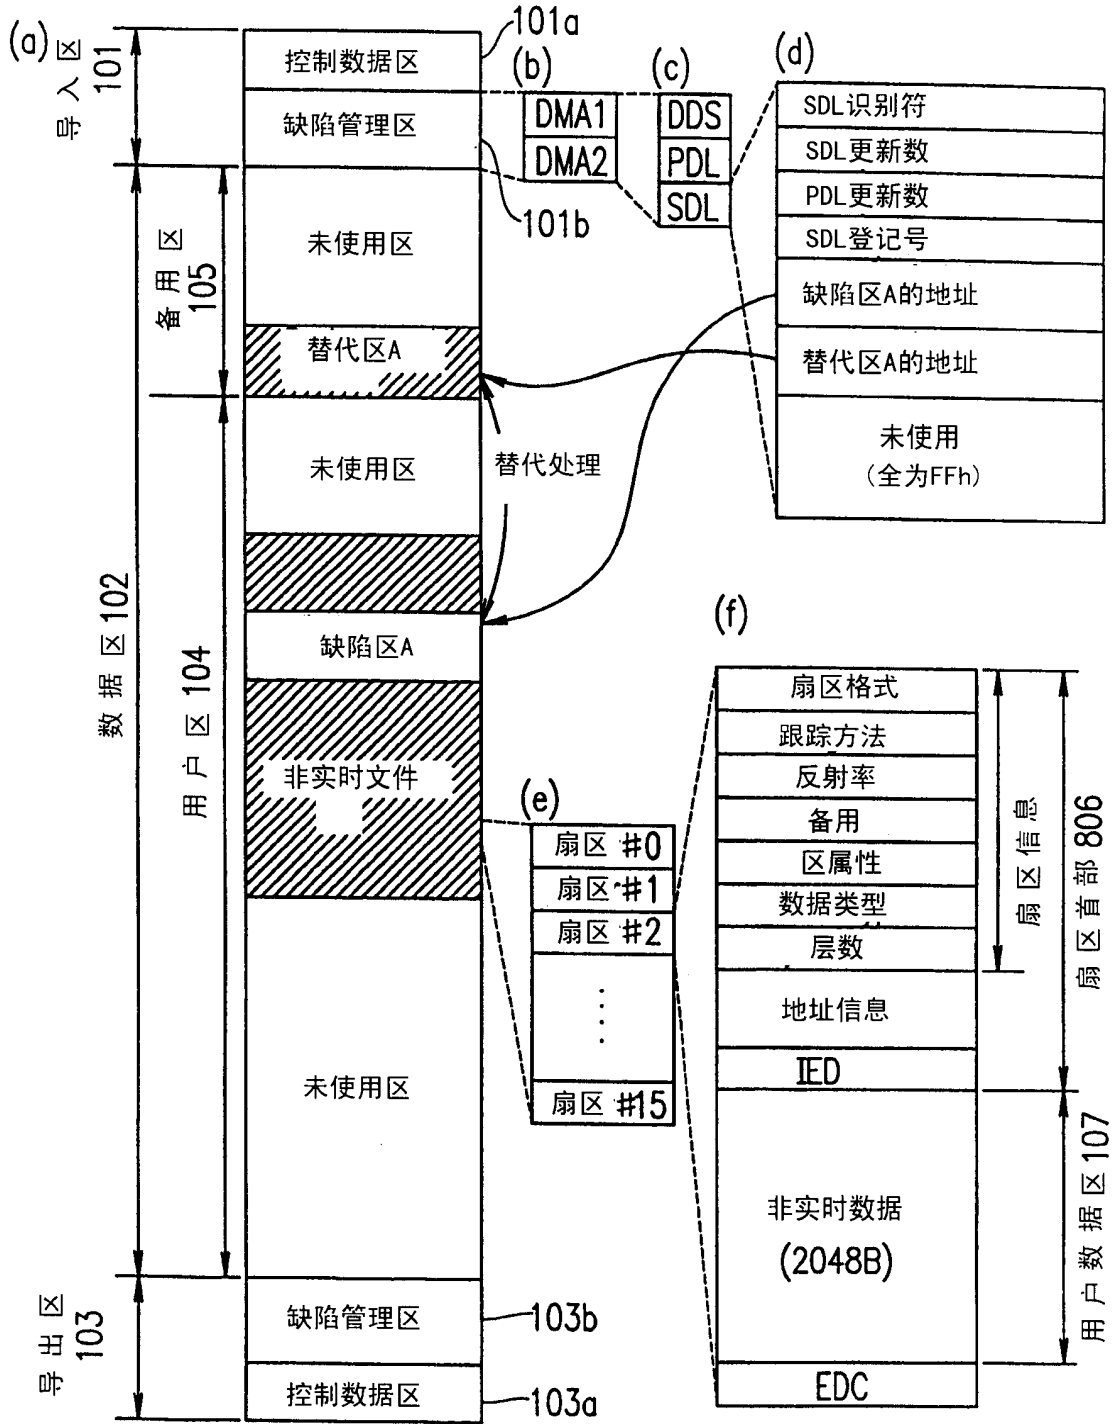 (a)
导入区 101
控制数据区
101a
缺陷管理区
101b
数据区 102
备用区 105
未使用区
替代区A
用户区 104
未使用区
替代处理
缺陷区A
非实时文件
未使用区
导出区 103
缺陷管理区
103b
控制数据区
103a
(b)
DMA1
DMA2
(c)
DDS
PDL
SDL
(d)
SDL识别符
SDL更新数
PDL更新数
SDL登记号
缺陷区A的地址
替代区A的地址
未使用
(全为FFh)
(e)
扇区 #0
扇区 #1
扇区 #2
扇区 #15
(f)
扇区格式
跟踪方法
反射率
备用
区属性
数据类型
层数
地址信息
IED
非实时数据
(2048B)
EDC
扇区信息
扇区首部 806
用户数据区 107